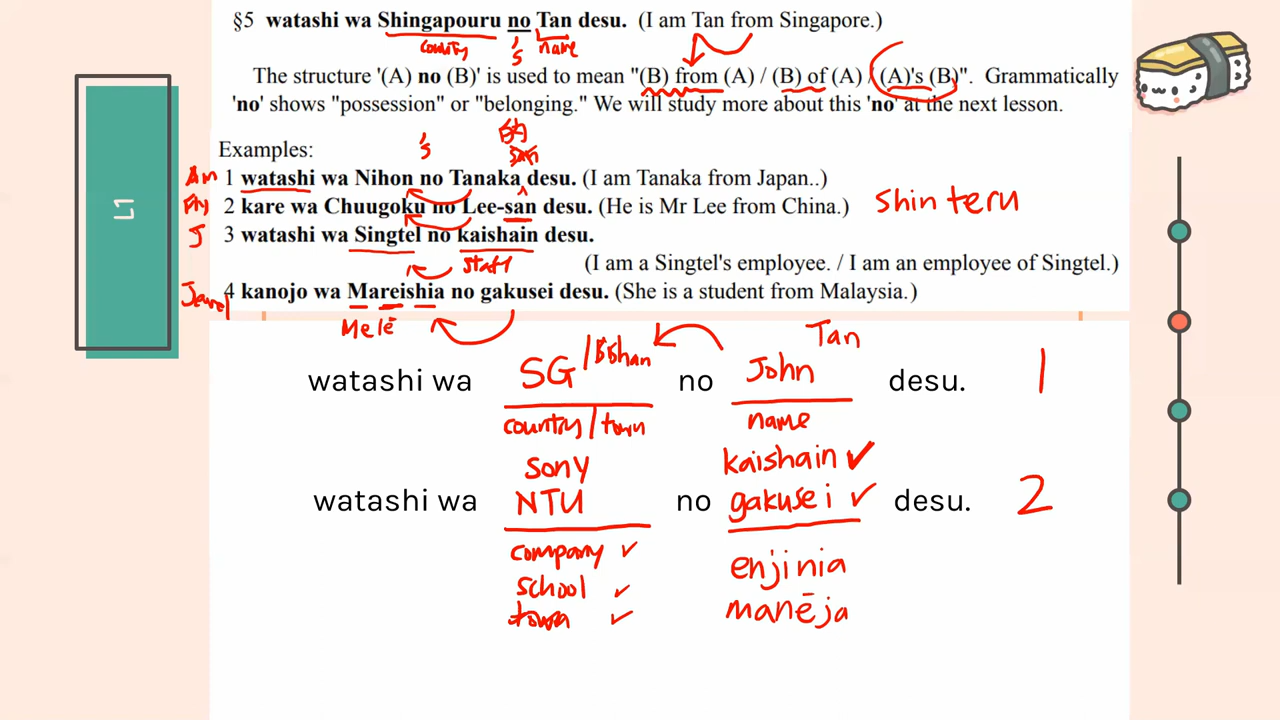 §5 watashi wa Shingapouru no Tan desu. (I am Tan from Singapore.)
country 's name
The structure '(A) no (B)' is used to mean "(B) from (A) / (B) of (A) / (A)'s (B)". Grammatically
'no' shows "possession" or "belonging." We will study more about this 'no' at the next lesson.
's 的
Examples:
1 watashi wa Nihon no Tanaka desu. (I am Tanaka from Japan..)
2 kare wa Chuugoku no Lee-san desu. (He is Mr Lee from China.) shin teru
J 3 watashi wa Singtel no kaishain desu.
staff
(I am a Singtel's employee. / I am an employee of Singtel.)
4 kanojo wa Mareishia no gakusei desu. (She is a student from Malaysia.)
L1
Melē
Tan
watashi wa SG / Bishan no John desu. 1
country / town name
Sony kaishain ✓
watashi wa NTU no gakusei ✓ desu. 2
company ✓
school ✓ enjinia
town ✓ manēja